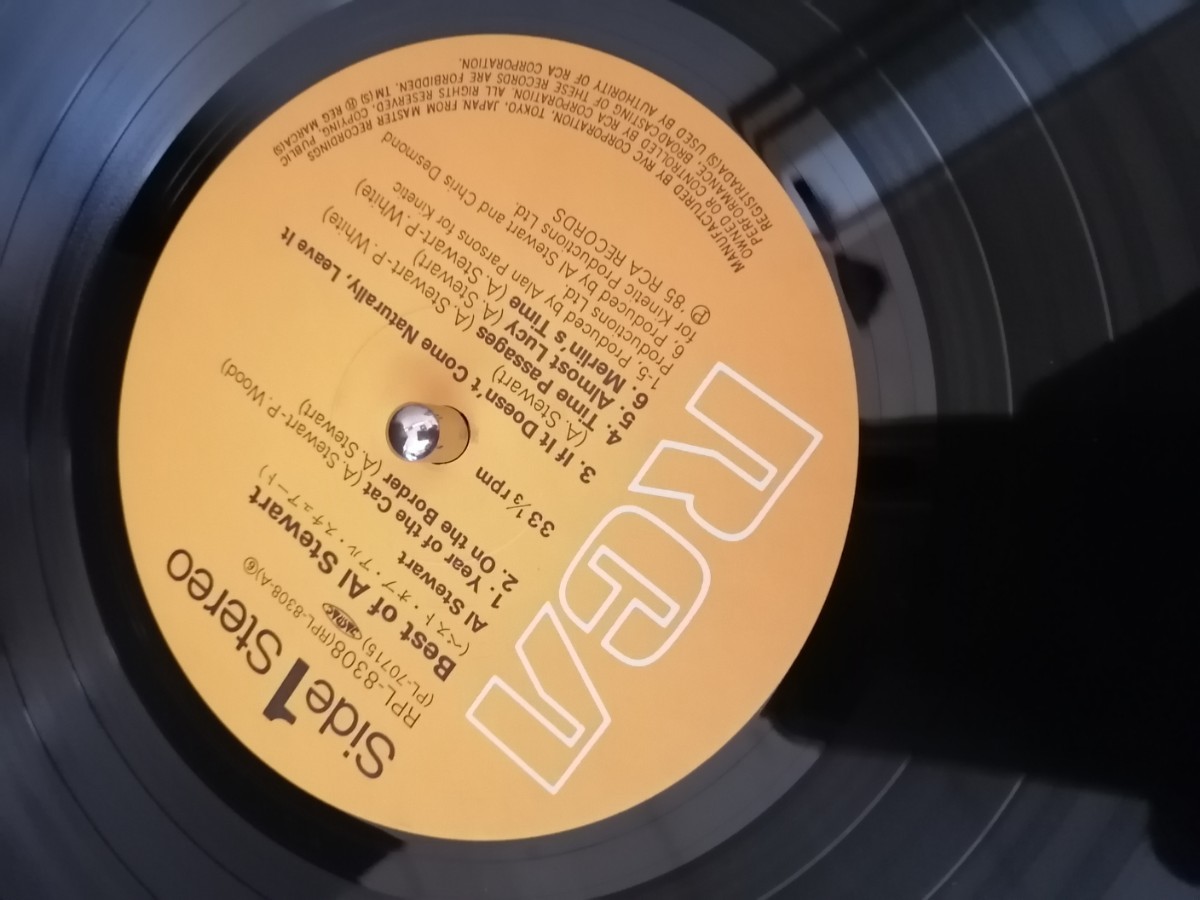 RCA
Side 1 Stereo
RPL-8308(RPL-8308-A)⑥
(PL-70715) JASRAC
Best of Al Stewart
(ベスト・オブ・アル・スチュアート)
Al Stewart
1. Year of the Cat (A. Stewart-P. Wood)
2. On the Border (A. Stewart)
33 1/3 rpm
3. If It Doesn't Come Naturally, Leave It
(A. Stewart)
4. Time Passages (A. Stewart-P. White)
5. Almost Lucy (A. Stewart)
6. Merlin's Time (A. Stewart-P. White)
1-5, Produced by Alan Parsons for Kinetic
Productions Ltd.
6, Produced by Al Stewart and Chris Desmond
for Kinetic Productions Ltd.
Ⓟ '85 RCA RECORDS
MANUFACTURED BY RVC CORPORATION, TOKYO, JAPAN FROM MASTER RECORDINGS
OWNED OR CONTROLLED BY RCA CORPORATION. ALL RIGHTS RESERVED. PUBLIC
PERFORMANCE, BROADCASTING, COPYING OF THESE RECORDS ARE FORBIDDEN. TM(S) ® REG MARCA(S)
REGISTRADA(S) USED BY AUTHORITY OF RCA CORPORATION.